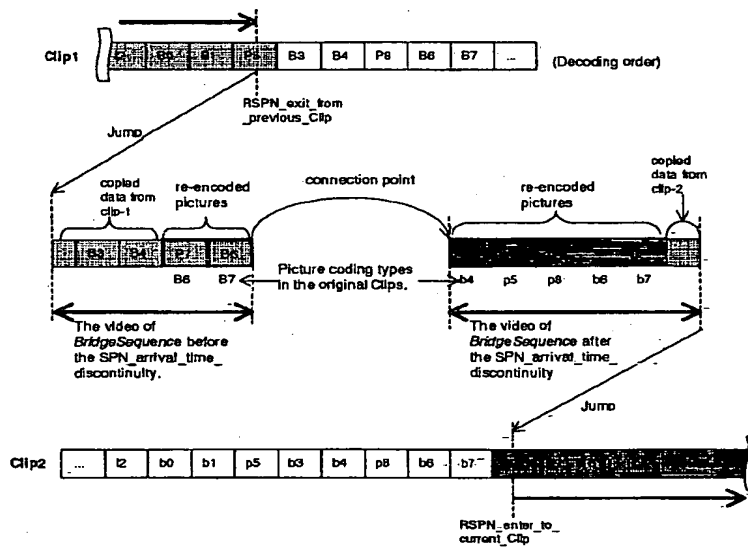 Clip1
B3 B4 P8 B6 B7 ...
(Decoding order)
RSPN_exit_from
_previous_Clip
Jump
copied
data from
clip-1
re-encoded
pictures
connection point
re-encoded
pictures
copied
data from
clip-2
B3 B4
B6 B7
Picture coding types
in the original Clips.
b4 p5 p8 b6 b7
The video of
BridgeSequence before
the SPN_arrival_time_
discontinuity.
The video of
BridgeSequence after
the SPN_arrival_time_
discontinuity
Jump
Clip2
... I2 b0 b1 p5 b3 b4 p8 b6 b7
RSPN_enter_to_
current_Clip